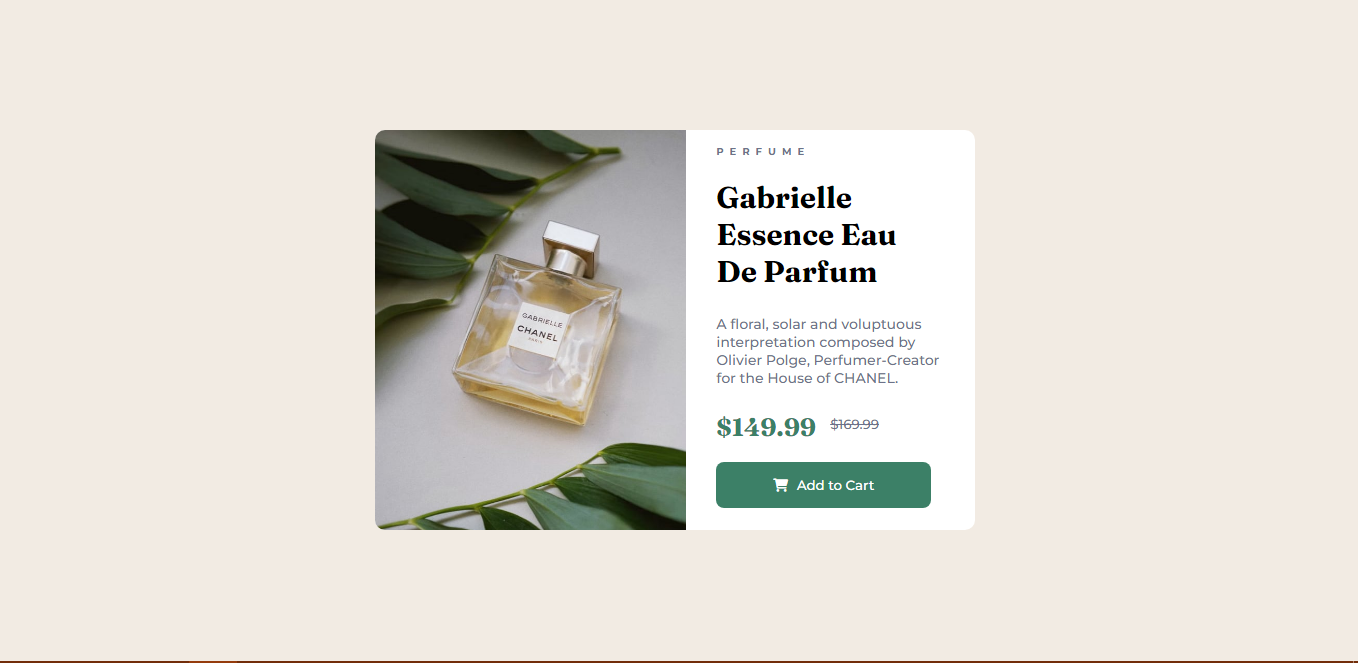 PERFUME
Gabrielle
Essence Eau
De Parfum
A floral, solar and voluptuous
interpretation composed by
Olivier Polge, Perfumer-Creator
for the House of CHANEL.
$149.99 $169.99
Add to Cart
GABRIELLE
CHANEL
PARIS